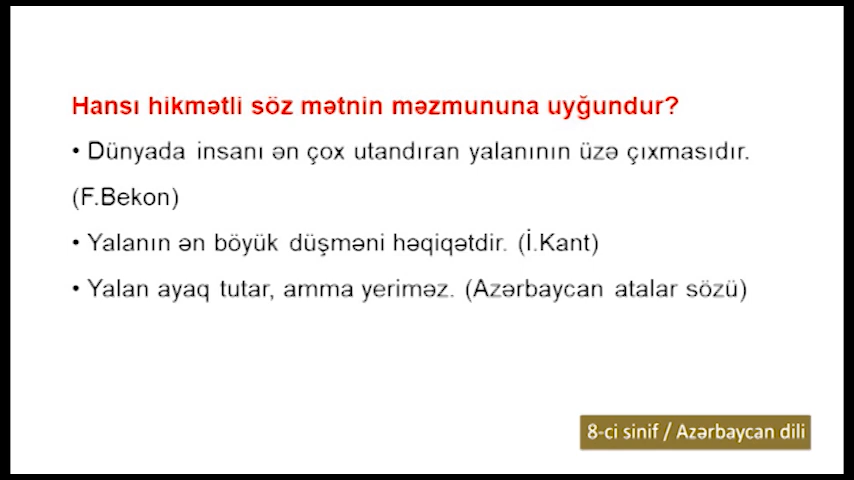 Hansı hikmətli söz mətnin məzmununa uyğundur?
• Dünyada insanı ən çox utandıran yalanının üzə çıxmasıdır.
(F.Bekon)
• Yalanın ən böyük düşməni həqiqətdir. (İ.Kant)
• Yalan ayaq tutar, amma yeriməz. (Azərbaycan atalar sözü)
8-ci sinif / Azərbaycan dili